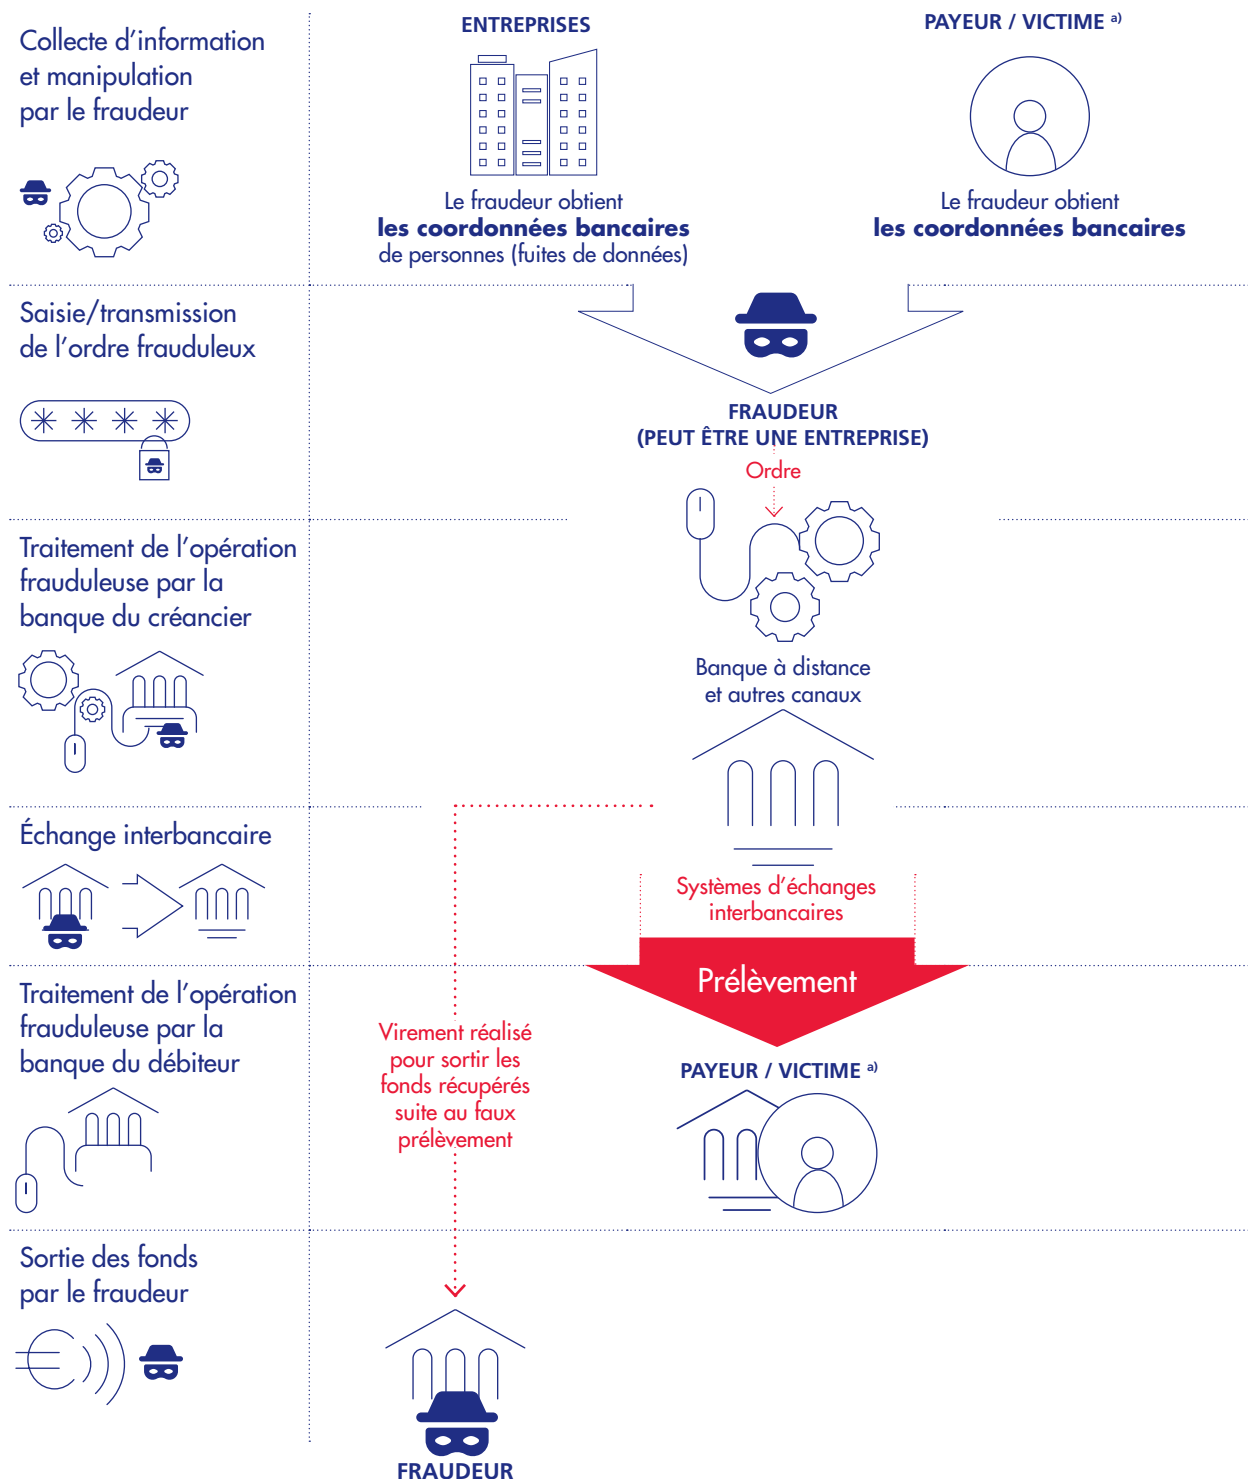 Collecte d’information
et manipulation
par le fraudeur
ENTREPRISES
Le fraudeur obtient
les coordonnées bancaires
de personnes (fuites de données)
PAYEUR / VICTIME a)
Le fraudeur obtient
les coordonnées bancaires
Saisie/transmission
de l’ordre frauduleux
FRAUDEUR
(PEUT ÊTRE UNE ENTREPRISE)
Ordre
Traitement de l’opération
frauduleuse par la
banque du créancier
Banque à distance
et autres canaux
Échange interbancaire
Systèmes d’échanges
interbancaires
Prélèvement
Traitement de l’opération
frauduleuse par la
banque du débiteur
Virement réalisé
pour sortir les
fonds récupérés
suite au faux
prélèvement
PAYEUR / VICTIME a)
Sortie des fonds
par le fraudeur
FRAUDEUR